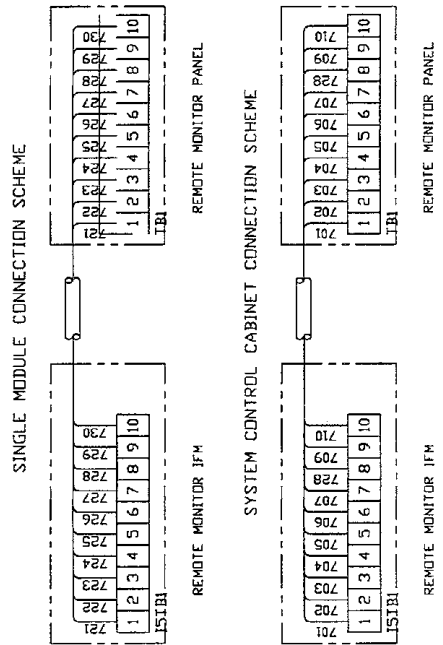 SINGLE MODULE CONNECTION SCHEME
721 722 723 724 725 726 727 728 729 730
1 2 3 4 5 6 7 8 9 10
I5TB1
REMOTE MONITOR IFM
721 722 723 724 725 726 727 728 729 730
1 2 3 4 5 6 7 8 9 10
TB1
REMOTE MONITOR PANEL
SYSTEM CONTROL CABINET CONNECTION SCHEME
701 702 703 704 705 706 707 728 709 710
1 2 3 4 5 6 7 8 9 10
I5TB1
REMOTE MONITOR IFM
701 702 703 704 705 706 707 728 709 710
1 2 3 4 5 6 7 8 9 10
TB1
REMOTE MONITOR PANEL